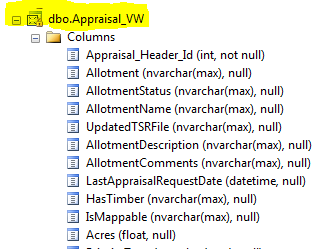 dbo.Appraisal_VW
Columns
Appraisal_Header_Id (int, not null)
Allotment (nvarchar(max), null)
AllotmentStatus (nvarchar(max), null)
AllotmentName (nvarchar(max), null)
UpdatedTSRFile (nvarchar(max), null)
AllotmentDescription (nvarchar(max), null)
AllotmentComments (nvarchar(max), null)
LastAppraisalRequestDate (datetime, null)
HasTimber (nvarchar(max), null)
IsMappable (nvarchar(max), null)
Acres (float, null)